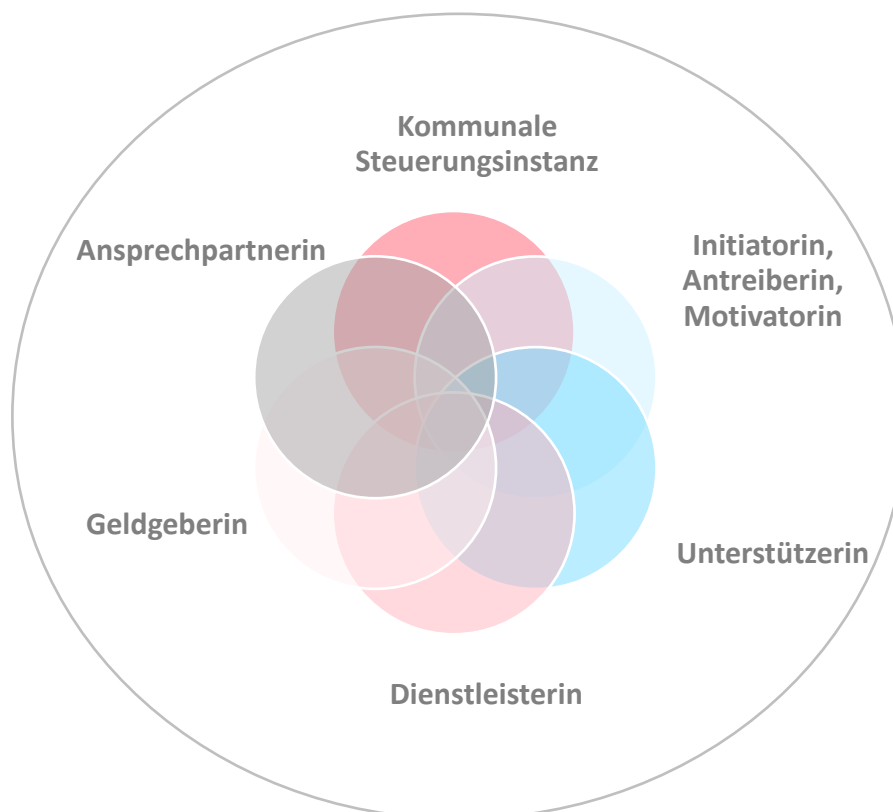 Kommunale
Steuerungsinstanz
Ansprechpartnerin
Initiatorin,
Antreiberin,
Motivatorin
Geldgeberin
Unterstützerin
Dienstleisterin